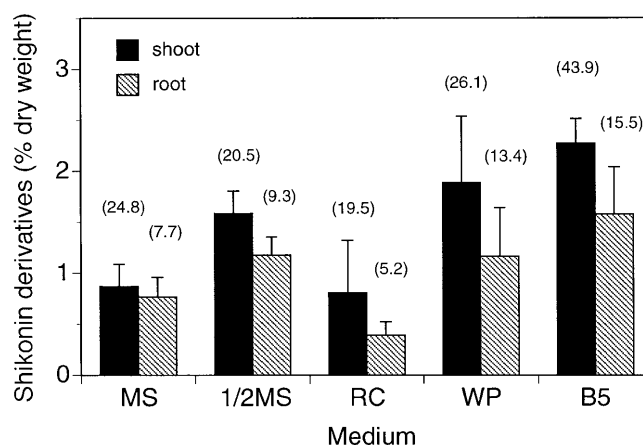 Shikonin derivatives (% dry weight)
3
2
1
0
shoot
root
(24.8)
(7.7)
(20.5)
(9.3)
(19.5)
(5.2)
(26.1)
(13.4)
(43.9)
(15.5)
MS 1/2MS RC WP B5
Medium